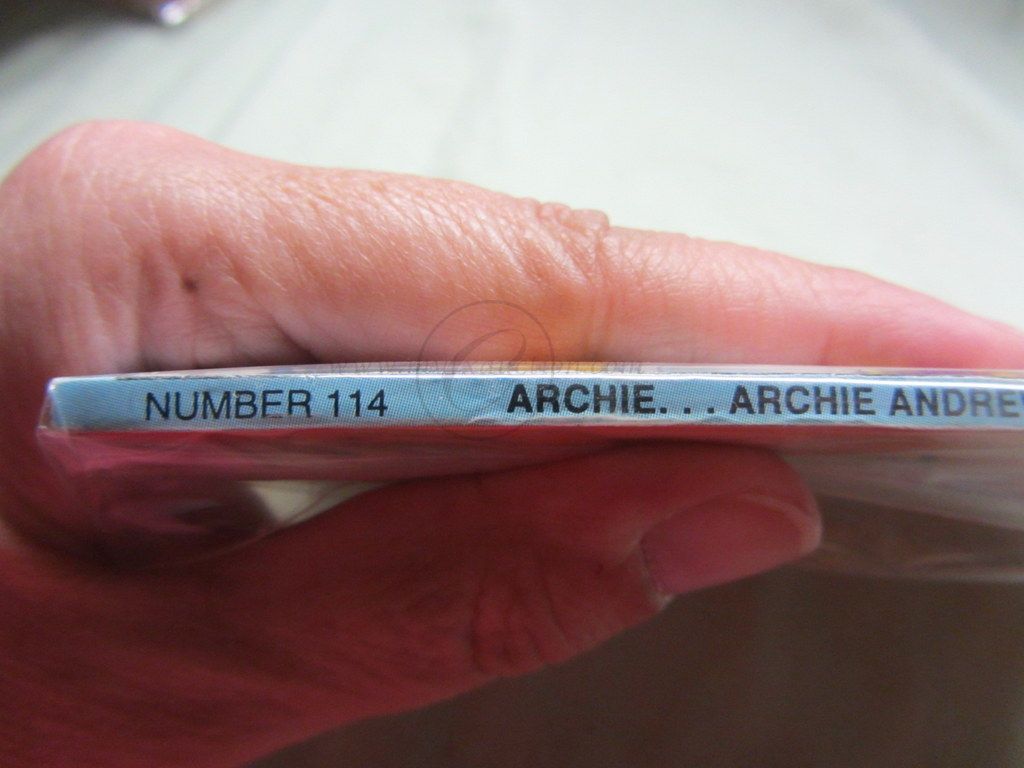 NUMBER 114 ARCHIE. . . ARCHIE ANDRE